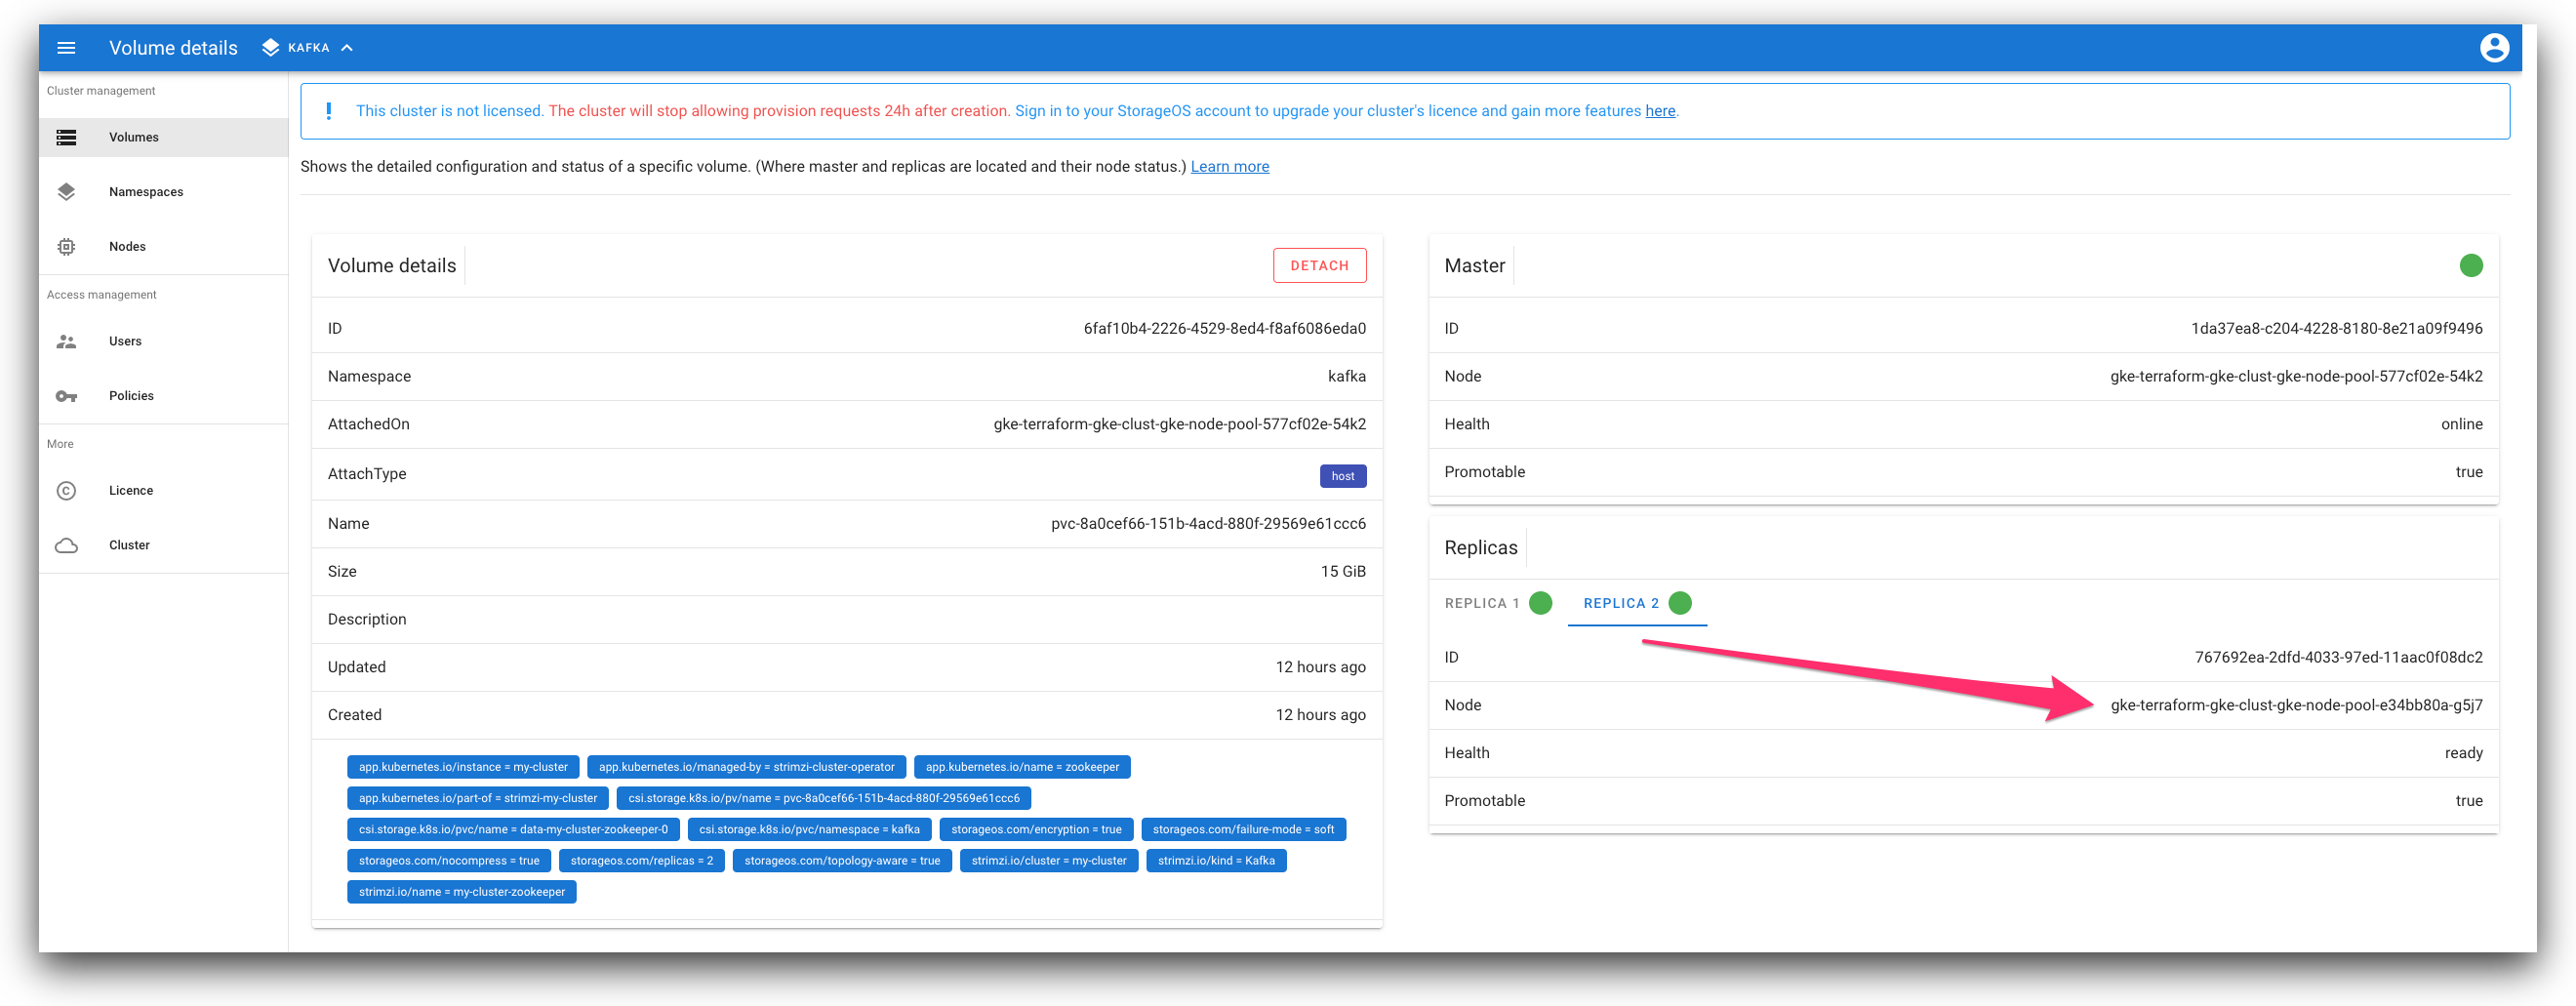 Volume details KAFKA
Cluster management
Volumes
Namespaces
Nodes
Access management
Users
Policies
More
Licence
Cluster
This cluster is not licensed. The cluster will stop allowing provision requests 24h after creation. Sign in to your StorageOS account to upgrade your cluster's licence and gain more features here.
Shows the detailed configuration and status of a specific volume. (Where master and replicas are located and their node status.) Learn more
Volume details DETACH
ID 6faf10b4-2226-4529-8ed4-f8af6086eda0
Namespace kafka
AttachedOn gke-terraform-gke-clust-gke-node-pool-577cf02e-54k2
AttachType host
Name pvc-8a0cef66-151b-4acd-880f-29569e61ccc6
Size 15 GiB
Description
Updated 12 hours ago
Created 12 hours ago
app.kubernetes.io/instance = my-cluster app.kubernetes.io/managed-by = strimzi-cluster-operator app.kubernetes.io/name = zookeeper
app.kubernetes.io/part-of = strimzi-my-cluster csi.storage.k8s.io/pv/name = pvc-8a0cef66-151b-4acd-880f-29569e61ccc6
csi.storage.k8s.io/pvc/name = data-my-cluster-zookeeper-0 csi.storage.k8s.io/pvc/namespace = kafka storageos.com/encryption = true storageos.com/failure-mode = soft
storageos.com/nocompress = true storageos.com/replicas = 2 storageos.com/topology-aware = true strimzi.io/cluster = my-cluster strimzi.io/kind = Kafka
strimzi.io/name = my-cluster-zookeeper
Master
ID 1da37ea8-c204-4228-8180-8e21a09f9496
Node gke-terraform-gke-clust-gke-node-pool-577cf02e-54k2
Health online
Promotable true
Replicas
REPLICA 1 REPLICA 2
ID 767692ea-2dfd-4033-97ed-11aac0f08dc2
Node gke-terraform-gke-clust-gke-node-pool-e34bb80a-g5j7
Health ready
Promotable true